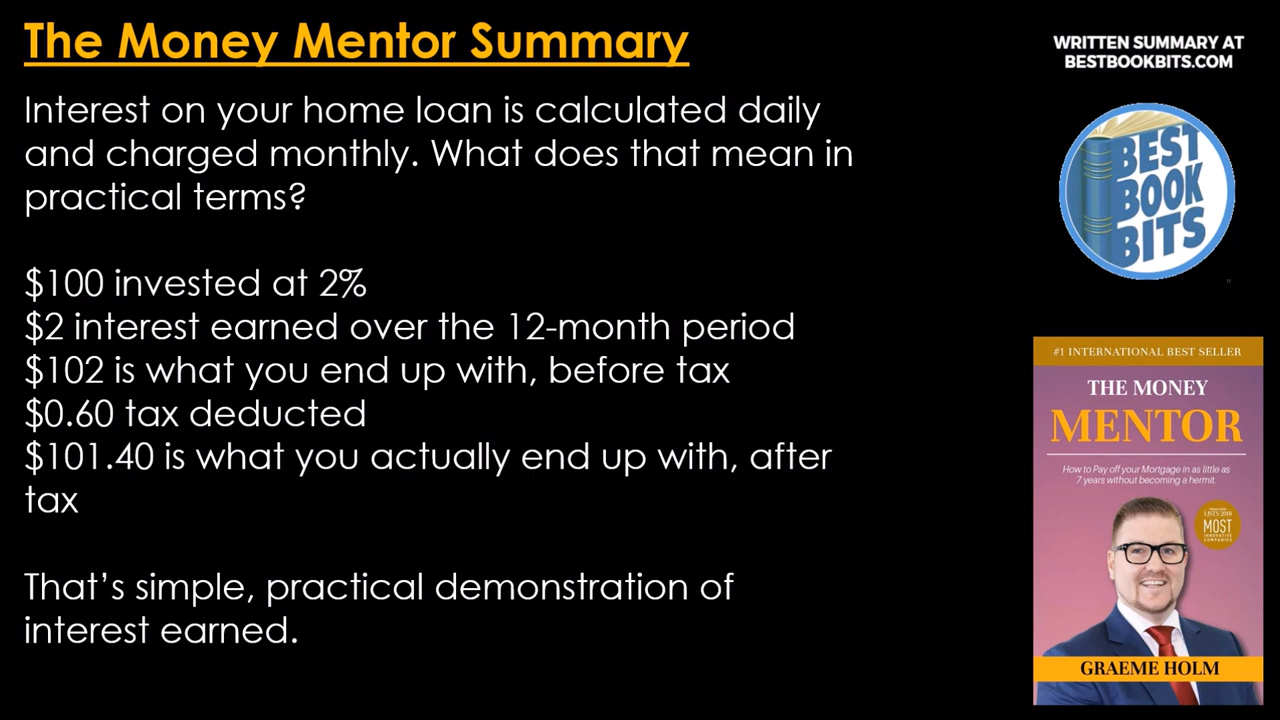 The Money Mentor Summary
Interest on your home loan is calculated daily
and charged monthly. What does that mean in
practical terms?
$100 invested at 2%
$2 interest earned over the 12-month period
$102 is what you end up with, before tax
$0.60 tax deducted
$101.40 is what you actually end up with, after
tax
That's simple, practical demonstration of
interest earned.
WRITTEN SUMMARY AT
BESTBOOKBITS.COM
BEST
BOOK
BITS
#1 INTERNATIONAL BEST SELLER
THE MONEY
MENTOR
How to Pay off your Mortgage in as little as
7 years without becoming a hermit.
LISTS 2019
MOST
INNOVATIVE
COMPANIES
GRAEME HOLM